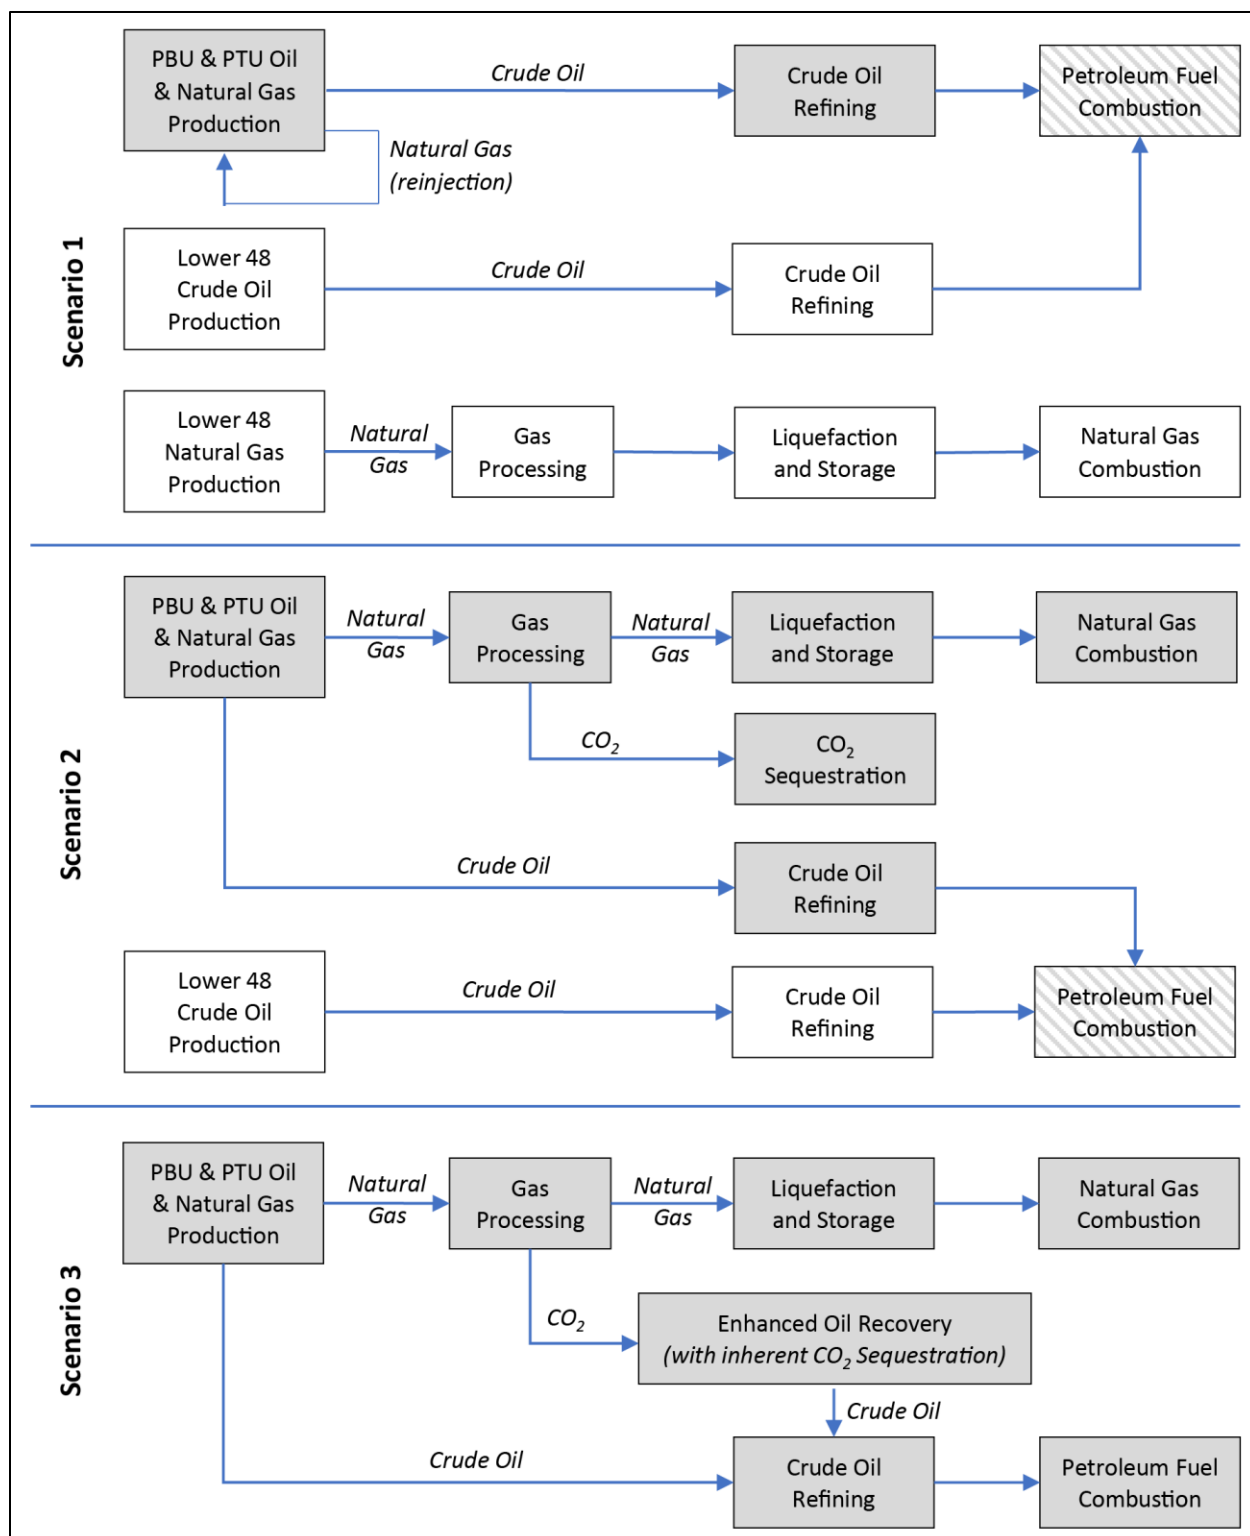 Scenario 1
PBU & PTU Oil
& Natural Gas
Production
Crude Oil
Crude Oil
Refining
Petroleum Fuel
Combustion
Natural Gas
(reinjection)
Lower 48
Crude Oil
Production
Crude Oil
Crude Oil
Refining
Lower 48
Natural Gas
Production
Natural
Gas
Gas
Processing
Liquefaction
and Storage
Natural Gas
Combustion
Scenario 2
PBU & PTU Oil
& Natural Gas
Production
Natural
Gas
Gas
Processing
Natural
Gas
Liquefaction
and Storage
Natural Gas
Combustion
CO2
CO2
Sequestration
Crude Oil
Crude Oil
Refining
Lower 48
Crude Oil
Production
Crude Oil
Crude Oil
Refining
Petroleum Fuel
Combustion
Scenario 3
PBU & PTU Oil
& Natural Gas
Production
Natural
Gas
Gas
Processing
Natural
Gas
Liquefaction
and Storage
Natural Gas
Combustion
CO2
Enhanced Oil Recovery
(with inherent CO2 Sequestration)
Crude Oil
Crude Oil
Crude Oil
Refining
Petroleum Fuel
Combustion